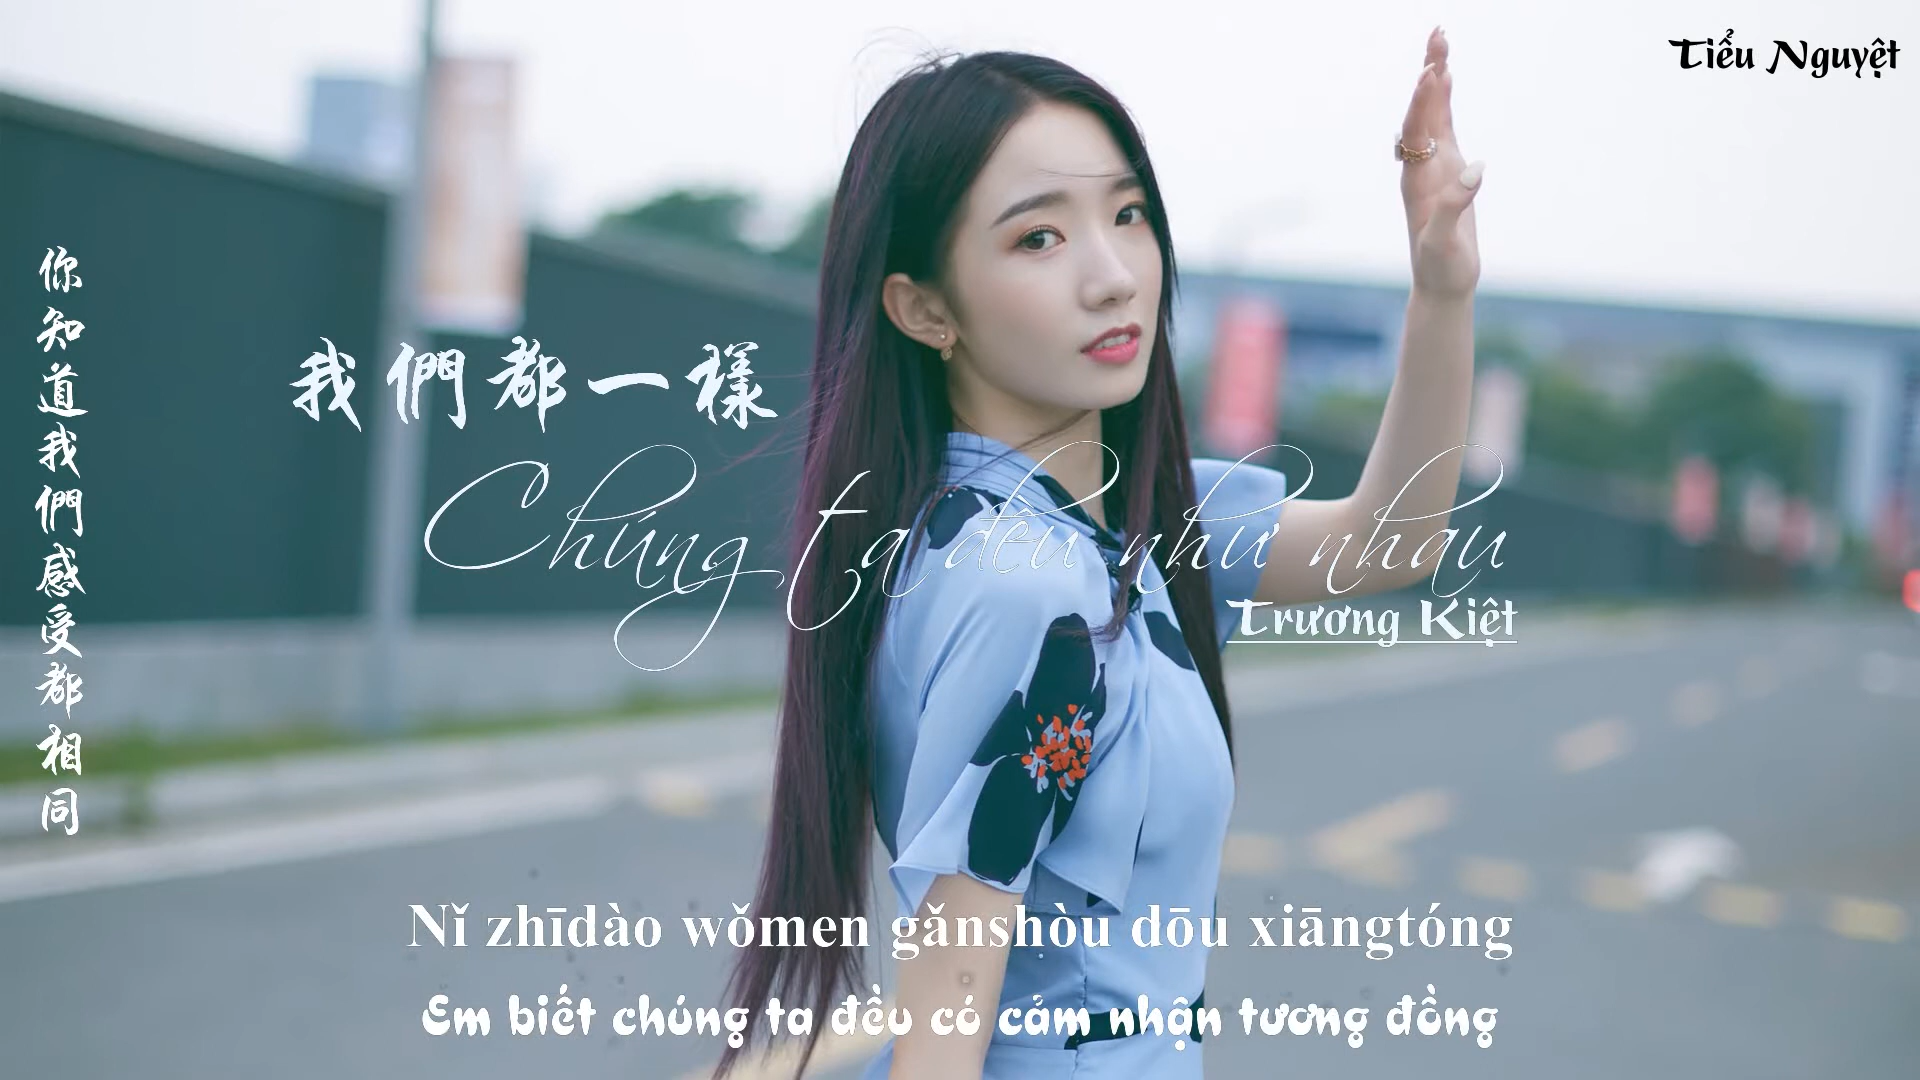 Tiểu Nguyệt
你知道我們感受都相同
我們都一樣
Chúng ta đều như nhau
Trương Kiệt
Nǐ zhīdào wǒmen gǎnshòu dōu xiāngtóng
Em biết chúng ta đều có cảm nhận tương đồng